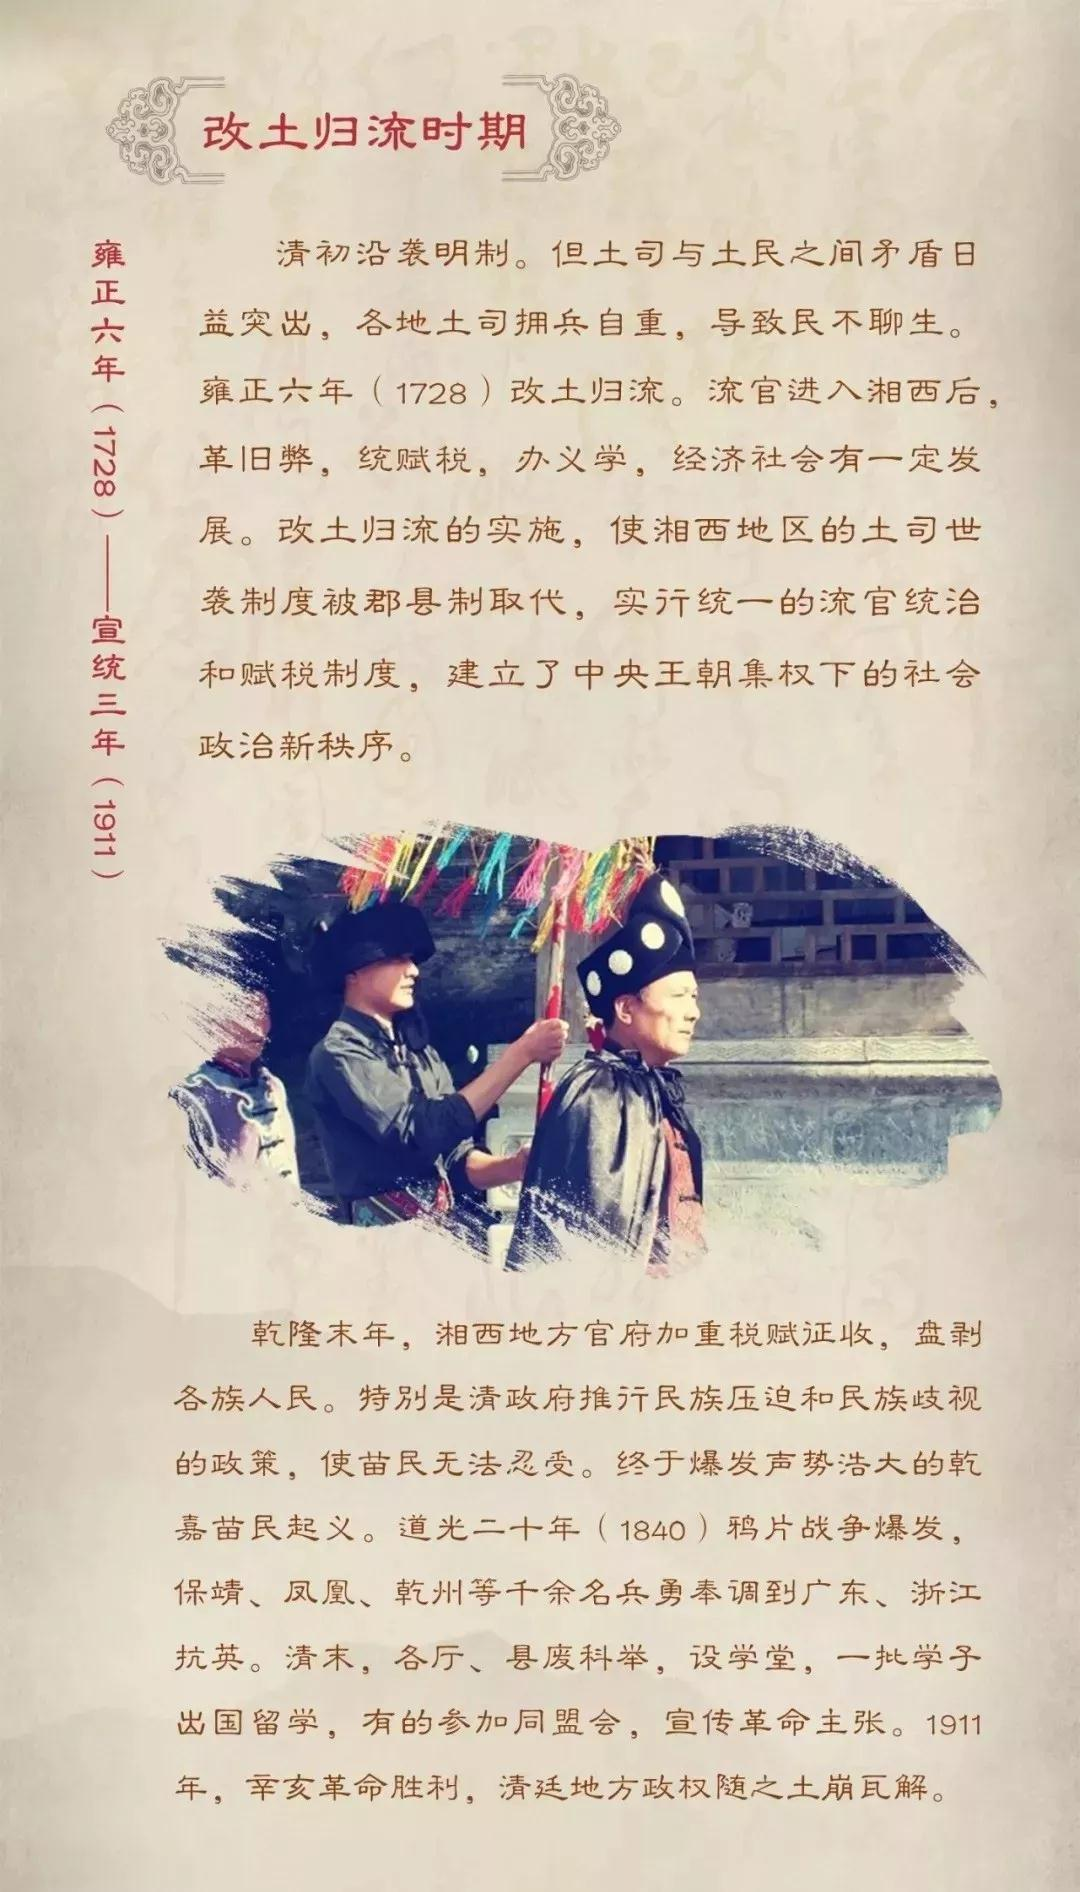 改土归流时期
雍正六年（1728）——宣统三年（1911）
清初沿袭明制。但土司与土民之间矛盾日
益突出，各地土司拥兵自重，导致民不聊生。
雍正六年（1728）改土归流。流官进入湘西后，
革旧弊，统赋税，办义学，经济社会有一定发
展。改土归流的实施，使湘西地区的土司世
袭制度被郡县制取代，实行统一的流官统治
和赋税制度，建立了中央王朝集权下的社会
政治新秩序。
乾隆末年，湘西地方官府加重税赋征收，盘剥
各族人民。特别是清政府推行民族压迫和民族歧视
的政策，使苗民无法忍受。终于爆发声势浩大的乾
嘉苗民起义。道光二十年（1840）鸦片战争爆发，
保靖、凤凰、乾州等千余名兵勇奉调到广东、浙江
抗英。清末，各厅、县废科举，设学堂，一批学子
出国留学，有的参加同盟会，宣传革命主张。1911
年，辛亥革命胜利，清廷地方政权随之土崩瓦解。